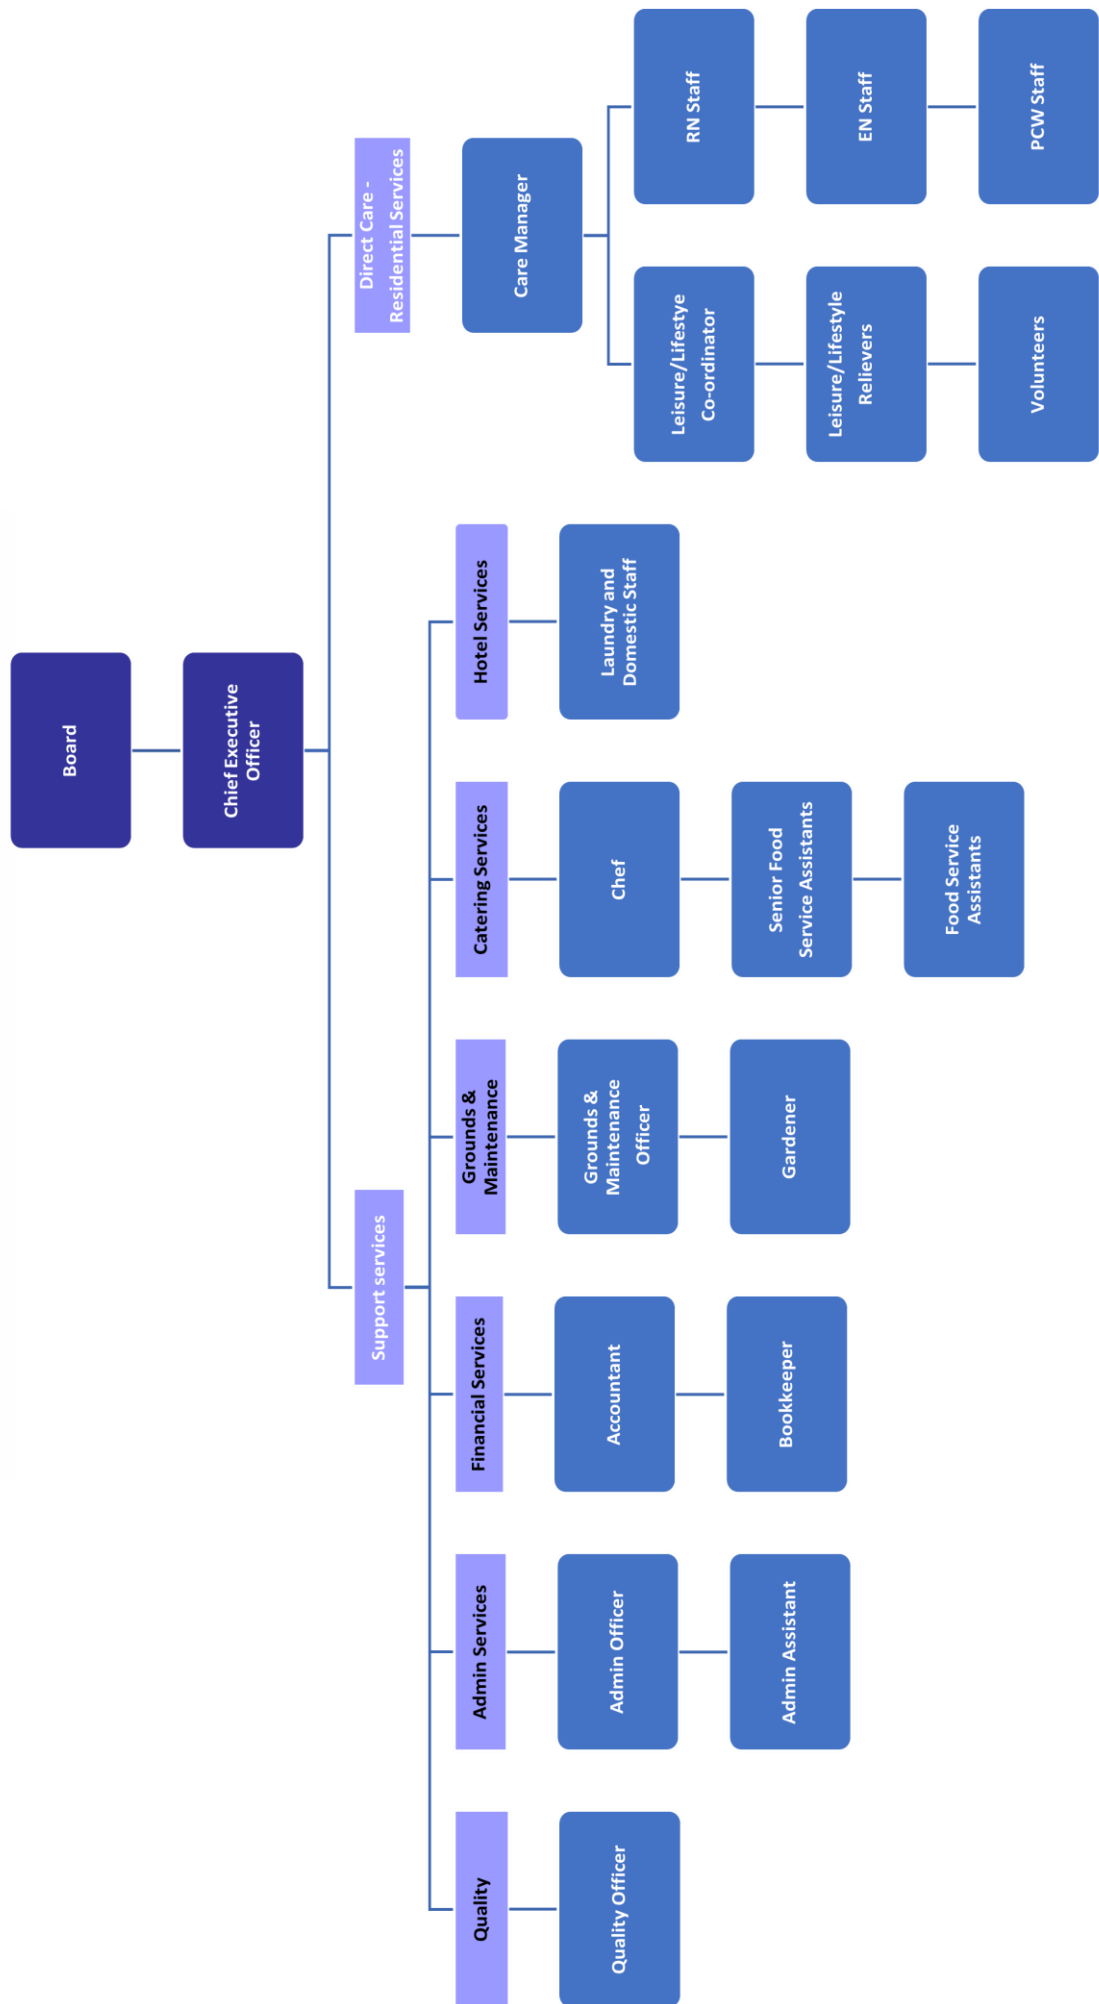 Board
Chief Executive
Officer
Support services
Direct Care -
Residential Services
Quality
Admin Services
Financial Services
Grounds &
Maintenance
Catering Services
Hotel Services
Care Manager
Quality Officer
Admin Officer
Accountant
Grounds &
Maintenance
Officer
Chef
Laundry and
Domestic Staff
Leisure/Lifestye
Co-ordinator
RN Staff
Admin Assistant
Bookkeeper
Gardener
Senior Food
Service Assistants
Leisure/Lifestyle
Relievers
EN Staff
Food Service
Assistants
Volunteers
PCW Staff